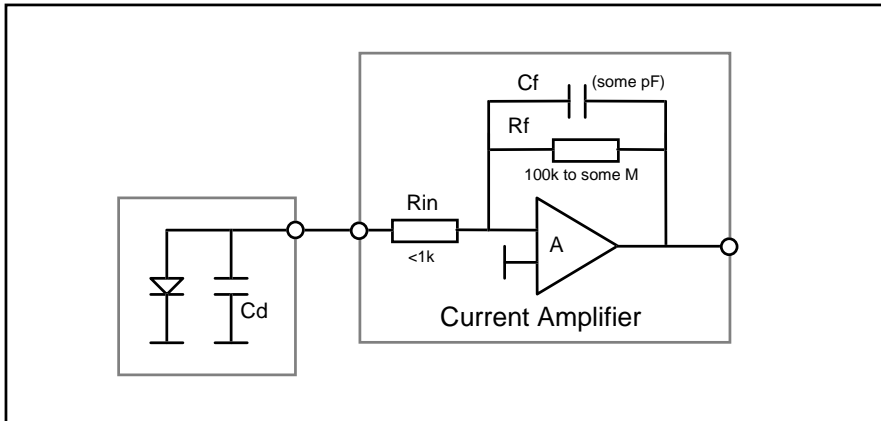 Cf
(some pF)
Rf
100k to some M
Rin
<1k
A
Cd
Current Amplifier